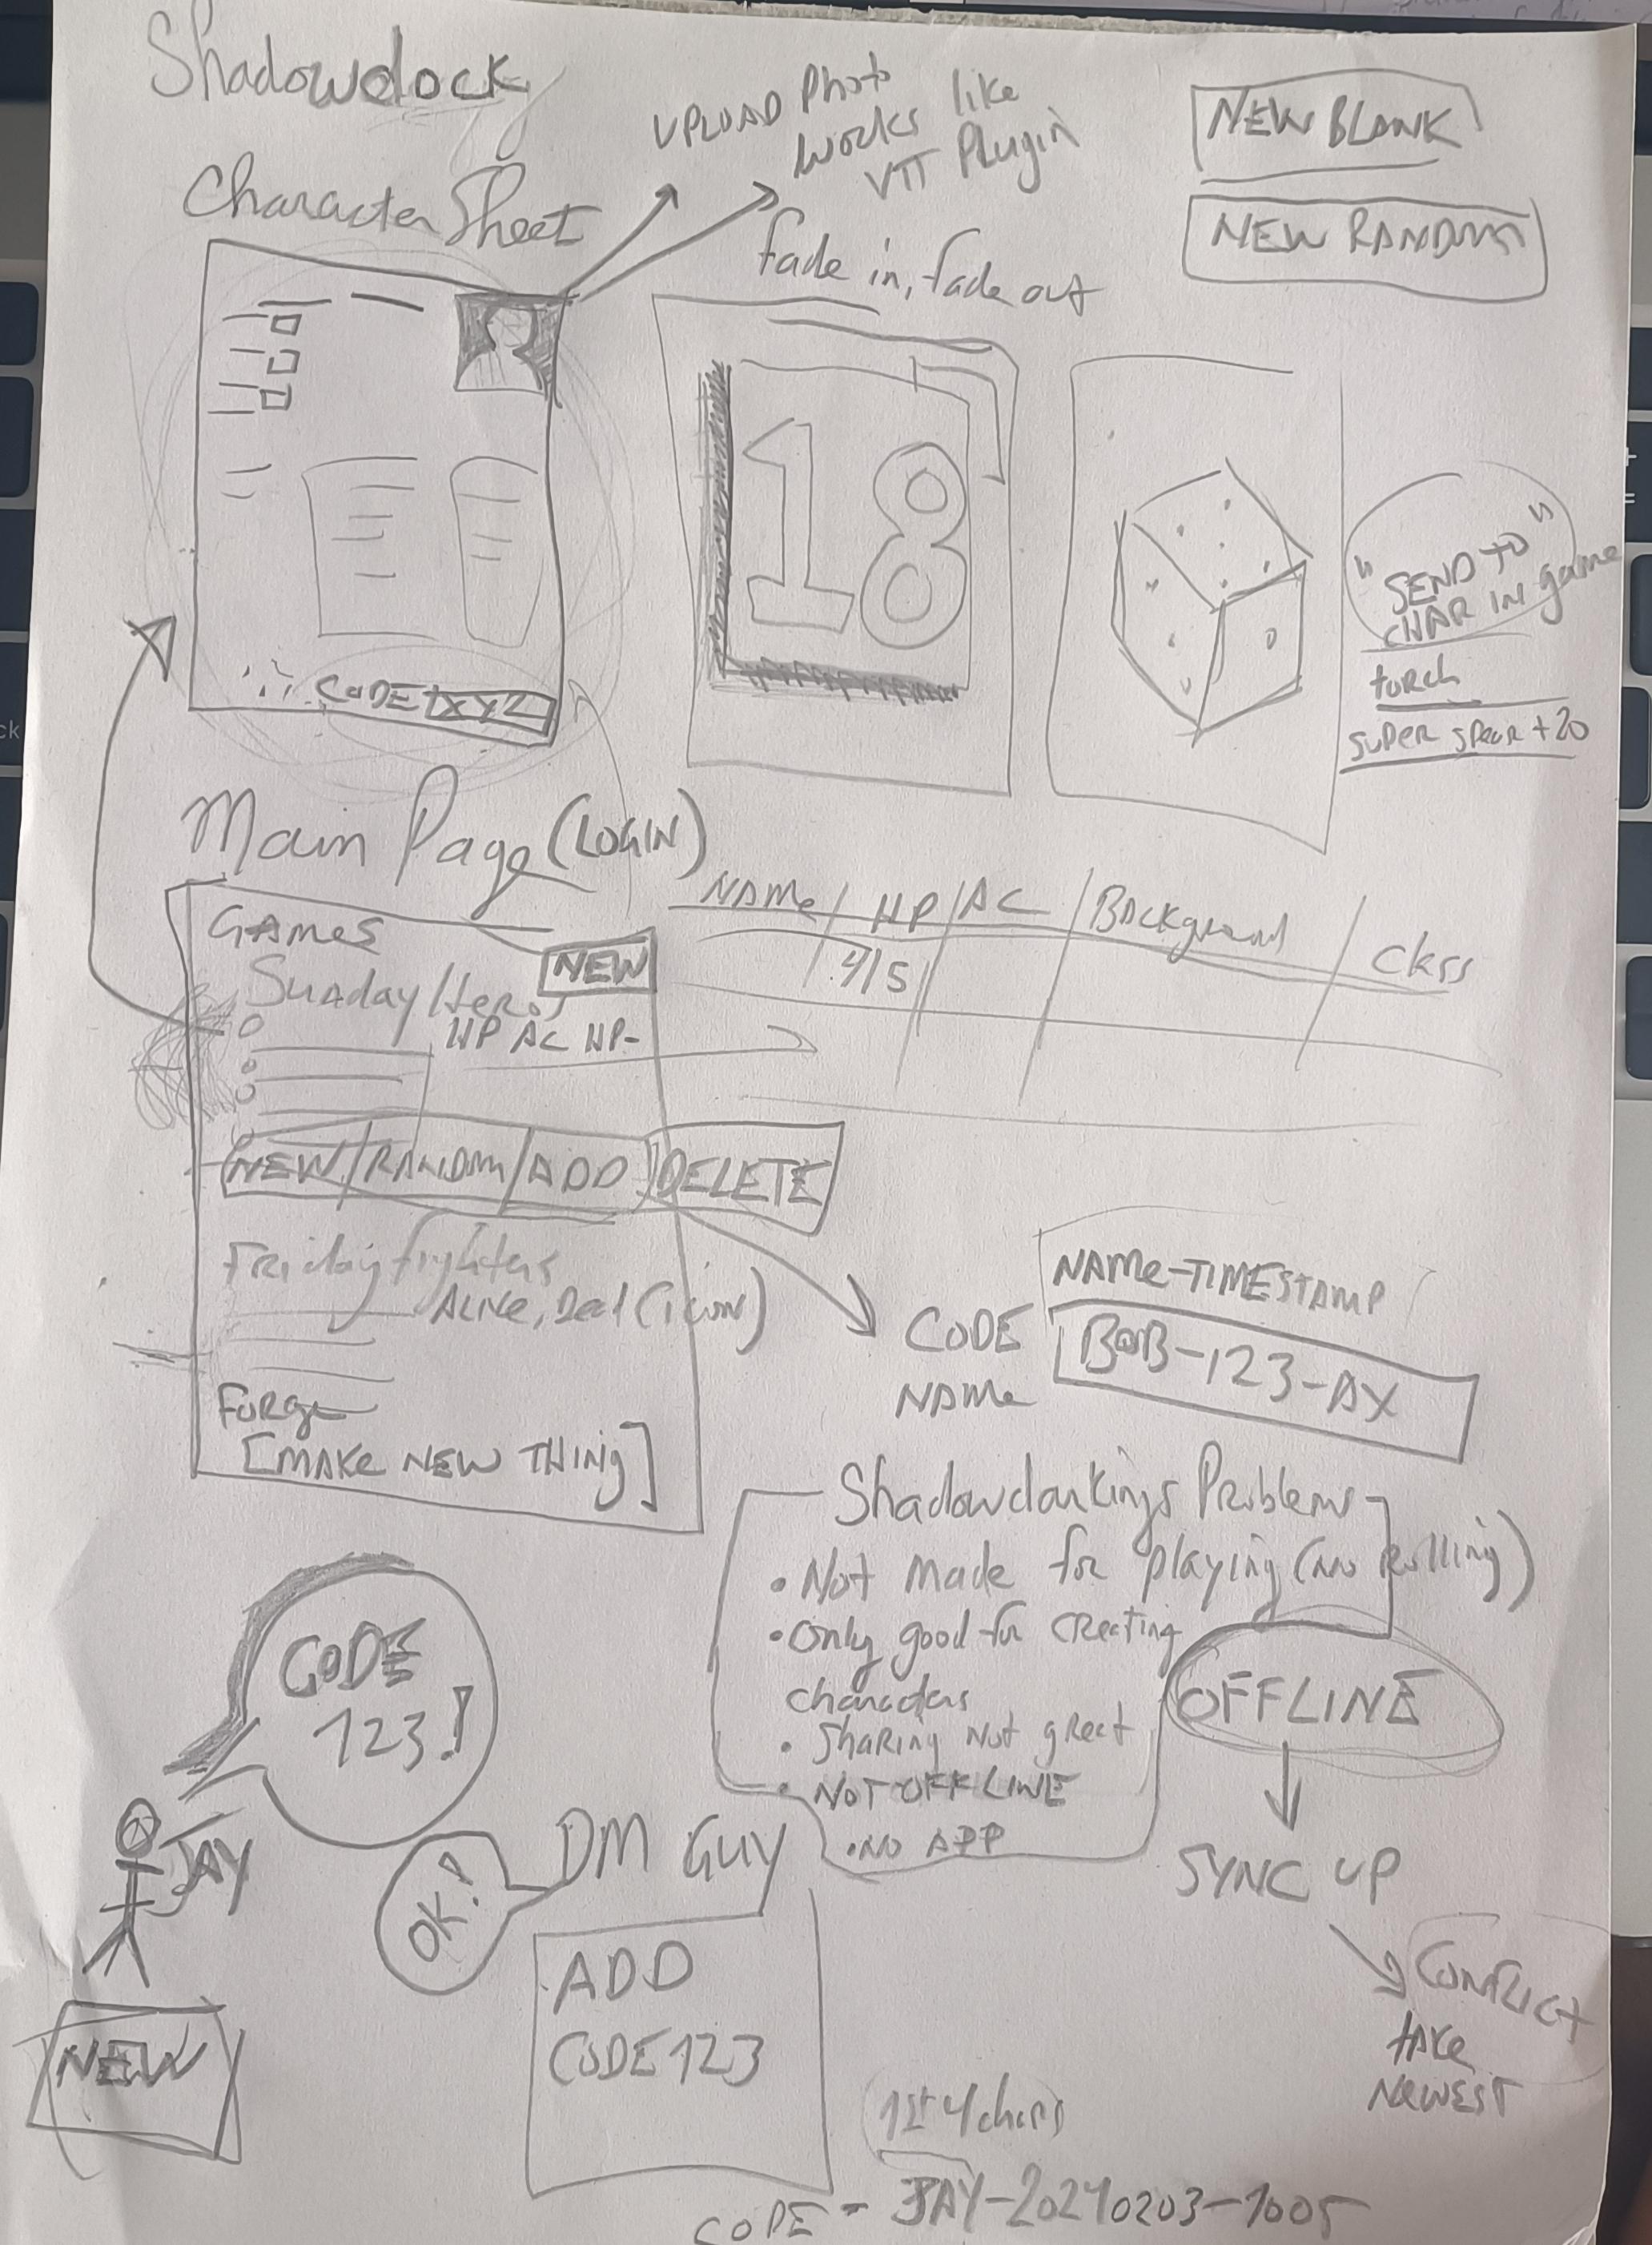 Shadowdock
UPLOAD Photo
works like
VTT Plugin
NEW BLANK
NEW RANDOM
Character Sheet
fade in, fade out
18
CODE XYZ
"SEND TO"
CHAR IN game
torch
super spear +20
Main Page (LOGIN)
GAMES
NEW
Sunday Heros
HP AC HP-
NAME / HP / AC / Background / Class
4/5
NEW / RANDOM / ADD / DELETE
Friday fighters
ALIVE, Dead (icon)
Forge
[MAKE NEW THING]
NAME-TIMESTAMP
CODE
NAME
BOB-123-AX
Shadowdarklings Problems
• Not made for playing (no rolling)
• Only good for creating
characters
• Sharing not great
• NOT OFFLINE
• NO APP
OFFLINE
SYNC UP
CONFLICT
take
Newest
CODE
123!
JAY
OK!
DM GUY
NEW
ADD
CODE123
1st 4 chars
CODE = JAY-20240203-1005